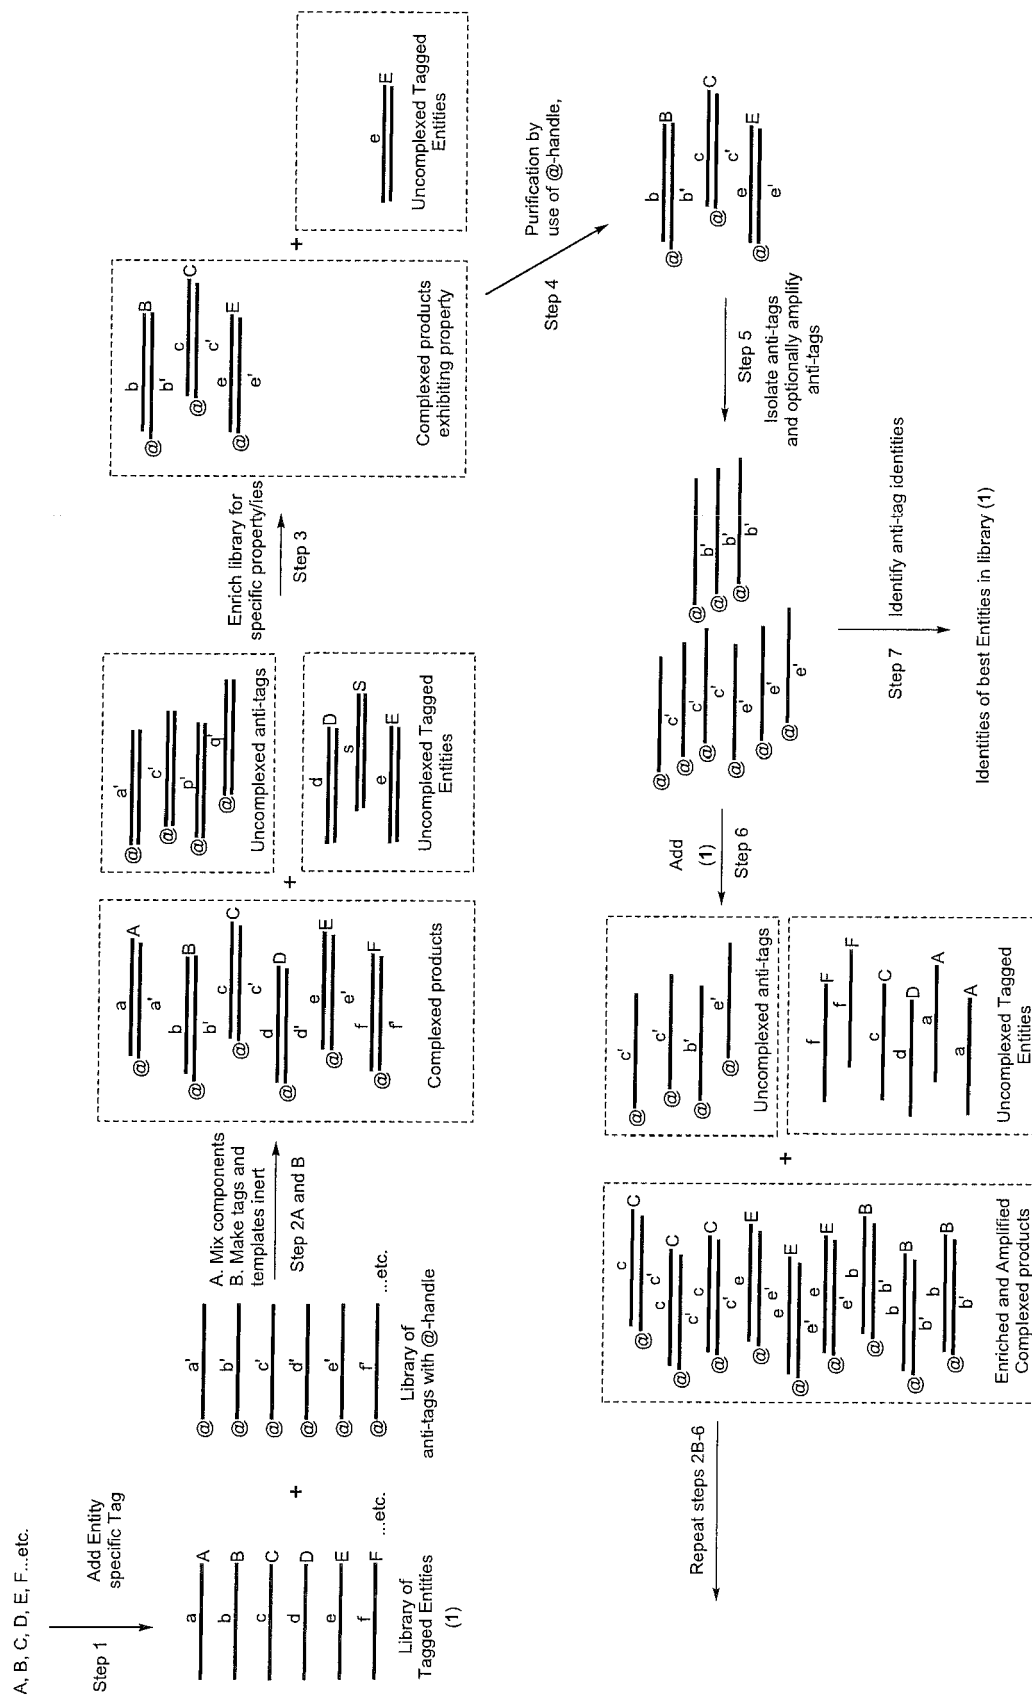 A, B, C, D, E, F...etc.
Step 1
Add Entity
specific Tag
a A
b B
c C
d D
e E
f F ...etc.
Library of
Tagged Entities
(1)
+
@ a'
@ b'
@ c'
@ d'
@ e'
@ f' ...etc.
Library of
anti-tags with @-handle
A. Mix components
B. Make tags and
templates inert
Step 2A and B
a A
@ a'
b B
@ b'
c C
@ c'
d D
@ d'
e E
@ e'
f F
@ f'
Complexed products
+
@ a'
@ c'
@ p'
@ q'
Uncomplexed anti-tags
d D
s S
e E
Uncomplexed Tagged
Entities
Enrich library for
specific property/ies
Step 3
b B
@ b'
c C
@ c'
e E
@ e'
Complexed products
exhibiting property
+
e E
Uncomplexed Tagged
Entities
Step 4
Purification by
use of @-handle,
b B
@ b'
c C
@ c'
e E
@ e'
Step 5
Isolate anti-tags
and optionally amplify
anti-tags
@ c'
@ c'
@ c'
@ e'
@ e'
@ e'
@ b'
@ b'
@ b'
Step 7
Identify anti-tag identities
Identities of best Entities in library (1)
Add
(1)
Step 6
@ c'
@ c'
@ b'
@ e'
Uncomplexed anti-tags
f F
f F
c C
d D
a A
a A
Uncomplexed Tagged
Entities
+
c C
@ c'
c C
@ c'
c C
@ c'
e E
@ e'
e E
@ e'
e E
@ e'
b B
@ b'
b B
@ b'
b B
@ b'
Enriched and Amplified
Complexed products
Repeat steps 2B-6